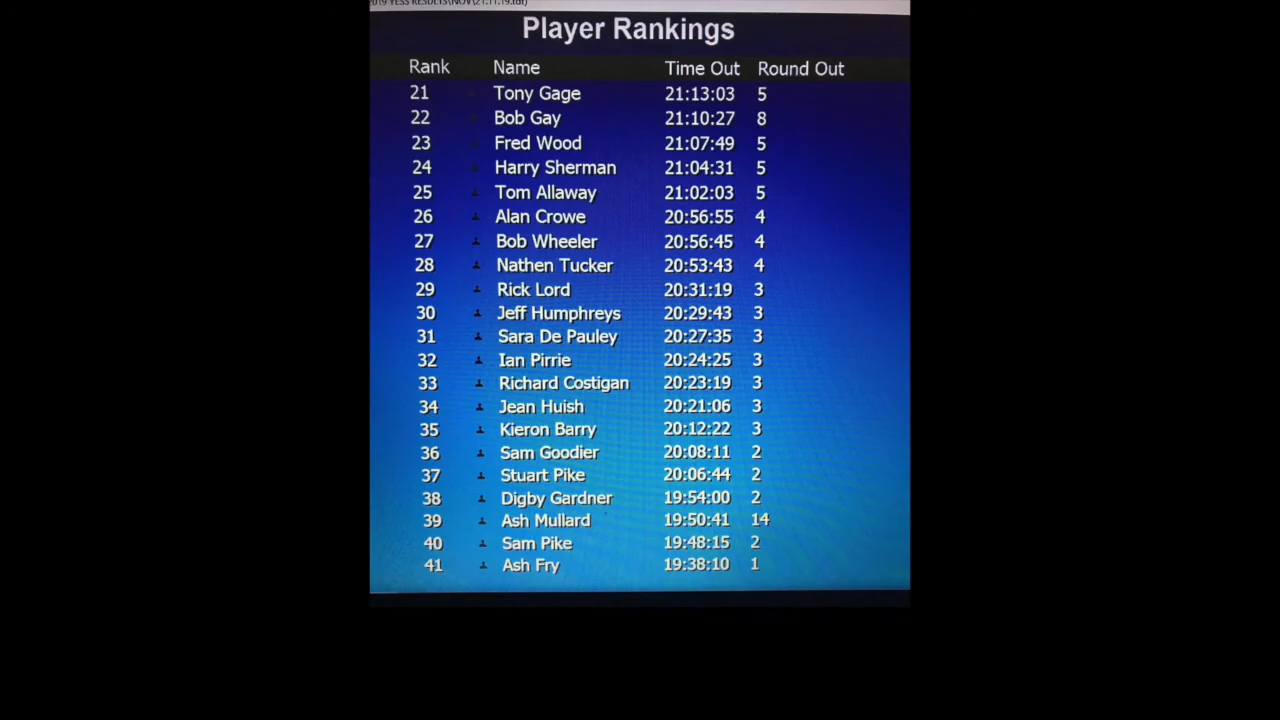 2019 YESS RESULTS\NOV\21.11.19.tdt)
Player Rankings
Rank Name Time Out Round Out
21 Tony Gage 21:13:03 5
22 Bob Gay 21:10:27 8
23 Fred Wood 21:07:49 5
24 Harry Sherman 21:04:31 5
25 Tom Allaway 21:02:03 5
26 Alan Crowe 20:56:55 4
27 Bob Wheeler 20:56:45 4
28 Nathen Tucker 20:53:43 4
29 Rick Lord 20:31:19 3
30 Jeff Humphreys 20:29:43 3
31 Sara De Pauley 20:27:35 3
32 Ian Pirrie 20:24:25 3
33 Richard Costigan 20:23:19 3
34 Jean Huish 20:21:06 3
35 Kieron Barry 20:12:22 3
36 Sam Goodier 20:08:11 2
37 Stuart Pike 20:06:44 2
38 Digby Gardner 19:54:00 2
39 Ash Mullard 19:50:41 14
40 Sam Pike 19:48:15 2
41 Ash Fry 19:38:10 1